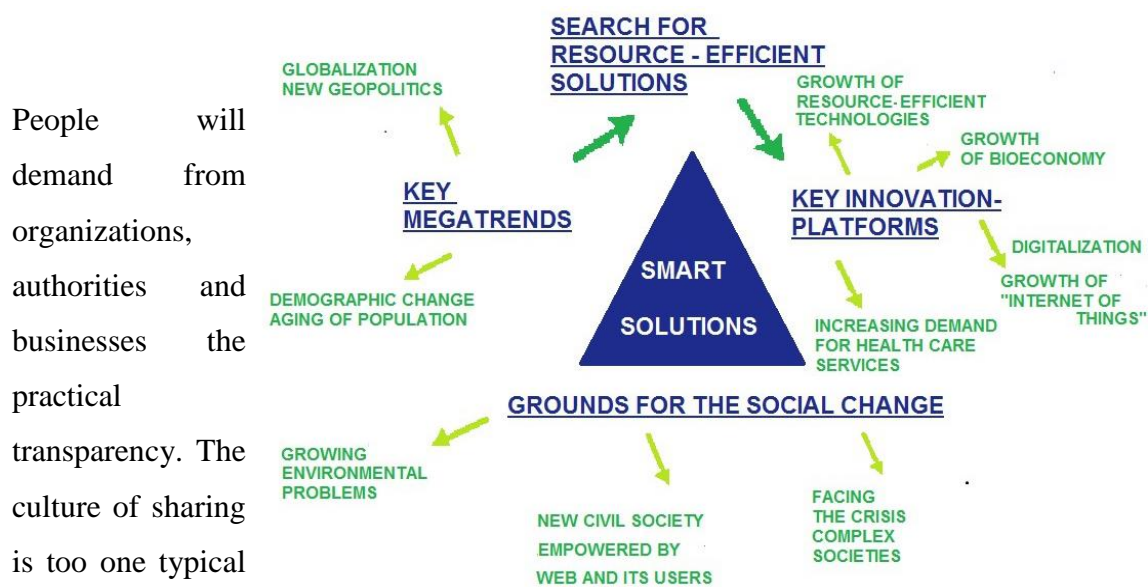 People will
demand from
organizations,
authorities and
businesses the
practical
transparency. The
culture of sharing
is too one typical
SEARCH FOR
RESOURCE - EFFICIENT
SOLUTIONS
GLOBALIZATION
NEW GEOPOLITICS
GROWTH OF
RESOURCE-EFFICIENT
TECHNOLOGIES
GROWTH
OF BIOECONOMY
KEY
MEGATRENDS
KEY INNOVATION-
PLATFORMS
DIGITALIZATION
GROWTH OF
"INTERNET OF
THINGS"
SMART
SOLUTIONS
DEMOGRAPHIC CHANGE
AGING OF POPULATION
INCREASING DEMAND
FOR HEALTH CARE
SERVICES
GROUNDS FOR THE SOCIAL CHANGE
GROWING
ENVIRONMENTAL
PROBLEMS
NEW CIVIL SOCIETY
EMPOWERED BY
WEB AND ITS USERS
FACING
THE CRISIS
COMPLEX
SOCIETIES